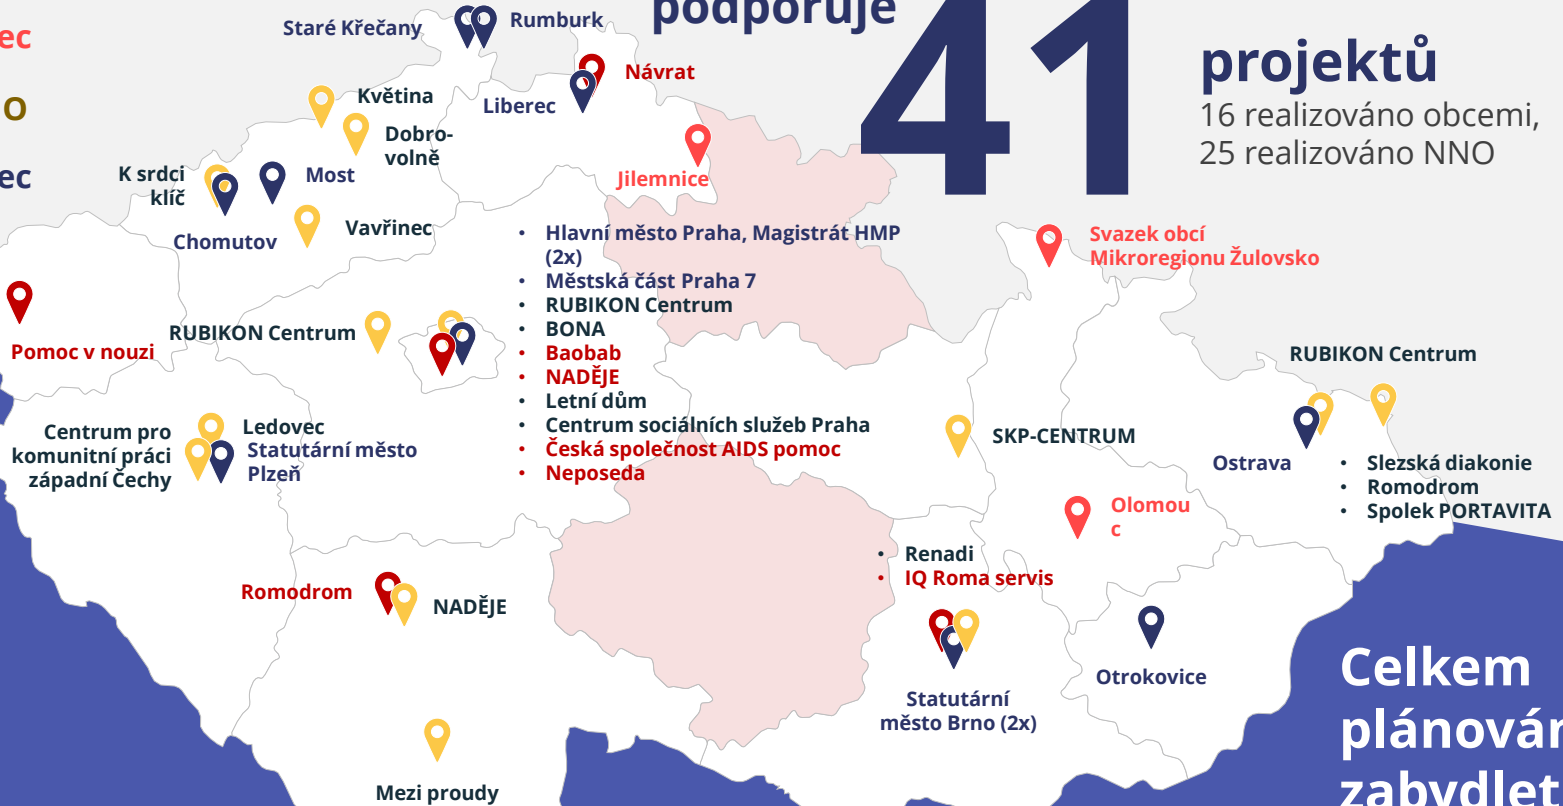 podporuje
41
projektů
16 realizováno obcemi,
25 realizováno NNO
ec
o
ec
Staré Křečany
Rumburk
Návrat
Liberec
Květina
Dobro-
volně
Jilemnice
K srdci
klíč
Most
Chomutov
Vavřinec
• Hlavní město Praha, Magistrát HMP
(2x)
• Městská část Praha 7
• RUBIKON Centrum
• BONA
• Baobab
• NADĚJE
• Letní dům
• Centrum sociálních služeb Praha
• Česká společnost AIDS pomoc
• Neposeda
Svazek obcí
Mikroregionu Žulovsko
Pomoc v nouzi
RUBIKON Centrum
RUBIKON Centrum
Centrum pro
komunitní práci
západní Čechy
Ledovec
Statutární město
Plzeň
SKP-CENTRUM
Ostrava
• Slezská diakonie
• Romodrom
• Spolek PORTAVITA
Olomou
c
• Renadi
• IQ Roma servis
Romodrom
NADĚJE
Statutární
město Brno (2x)
Otrokovice
Mezi proudy
Celkem
plánován
zabydlet